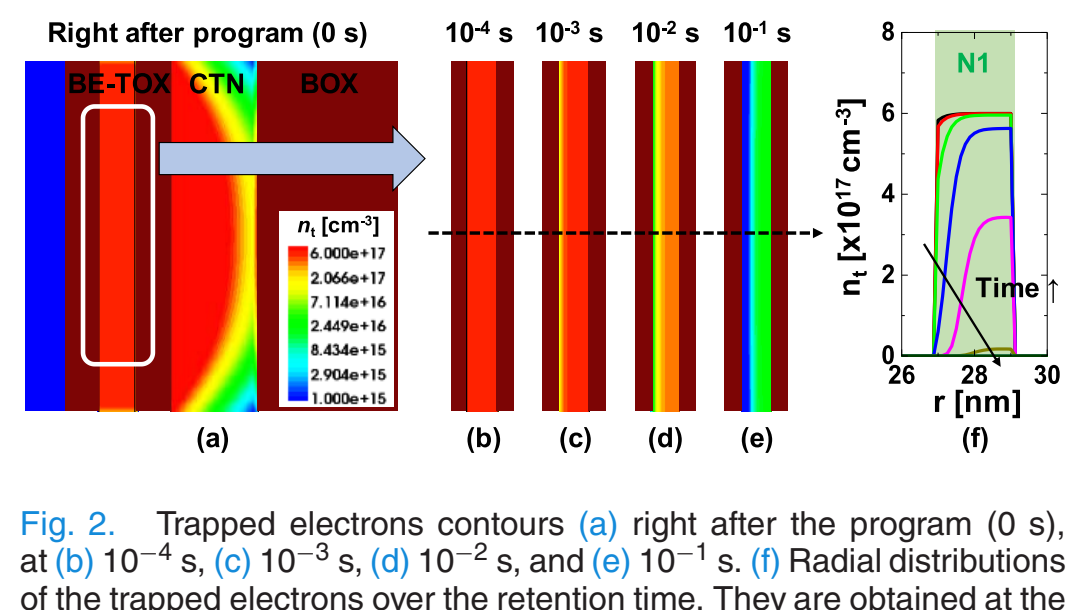 Right after program (0 s)
10⁻⁴ s
10⁻³ s
10⁻² s
10⁻¹ s
BE-TOX
CTN
BOX
nₜ [cm⁻³]
6.000e+17
2.066e+17
7.114e+16
2.449e+16
8.434e+15
2.904e+15
1.000e+15
(a)
(b)
(c)
(d)
(e)
nₜ [x10¹⁷ cm⁻³]
8
6
4
2
0
N1
Time ↑
26
28
30
r [nm]
(f)
Fig. 2. Trapped electrons contours (a) right after the program (0 s),
at (b) 10⁻⁴ s, (c) 10⁻³ s, (d) 10⁻² s, and (e) 10⁻¹ s. (f) Radial distributions
of the trapped electrons over the retention time. They are obtained at the